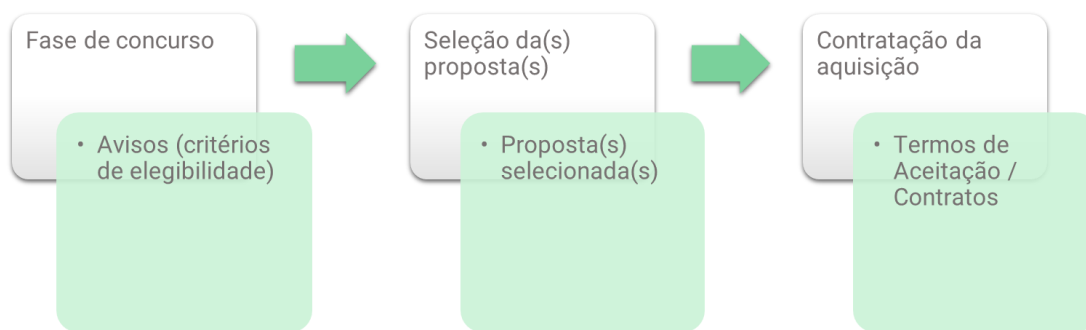 Fase de concurso
• Avisos (critérios
de elegibilidade)
Seleção da(s)
proposta(s)
• Proposta(s)
selecionada(s)
Contratação da
aquisição
• Termos de
Aceitação /
Contratos